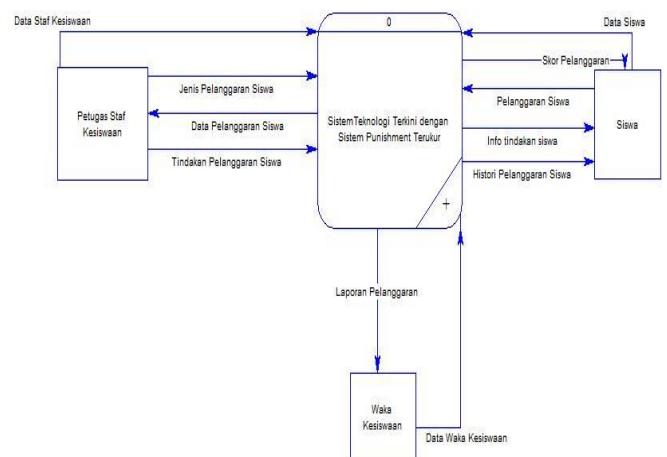 Data Staf Kesiswaan
0
Data Siswa
Skor Pelanggaran
Jenis Pelanggaran Siswa
Pelanggaran Siswa
Petugas Staf
Kesiswaan
Data Pelanggaran Siswa
SistemTeknologi Terkini dengan
Sistem Punishment Terukur
Siswa
Info tindakan siswa
Tindakan Pelanggaran Siswa
Histori Pelanggaran Siswa
+
Laporan Pelanggaran
Waka
Kesiswaan
Data Waka Kesiswaan